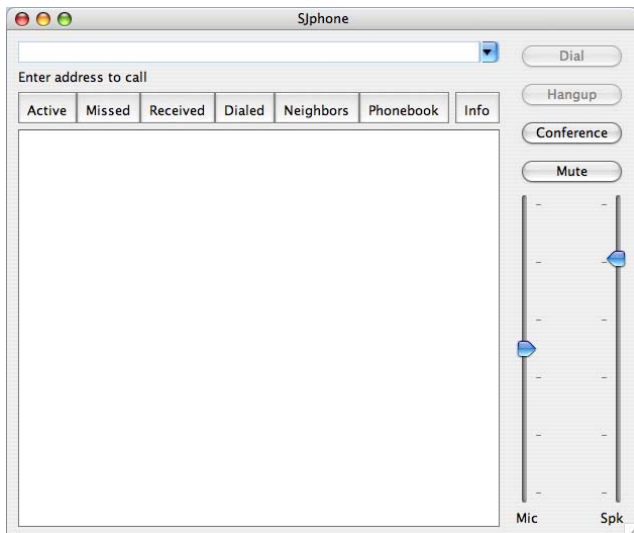 SJphone
Dial
Enter address to call
Hangup
Active Missed Received Dialed Neighbors Phonebook Info
Conference
Mute
Mic Spk